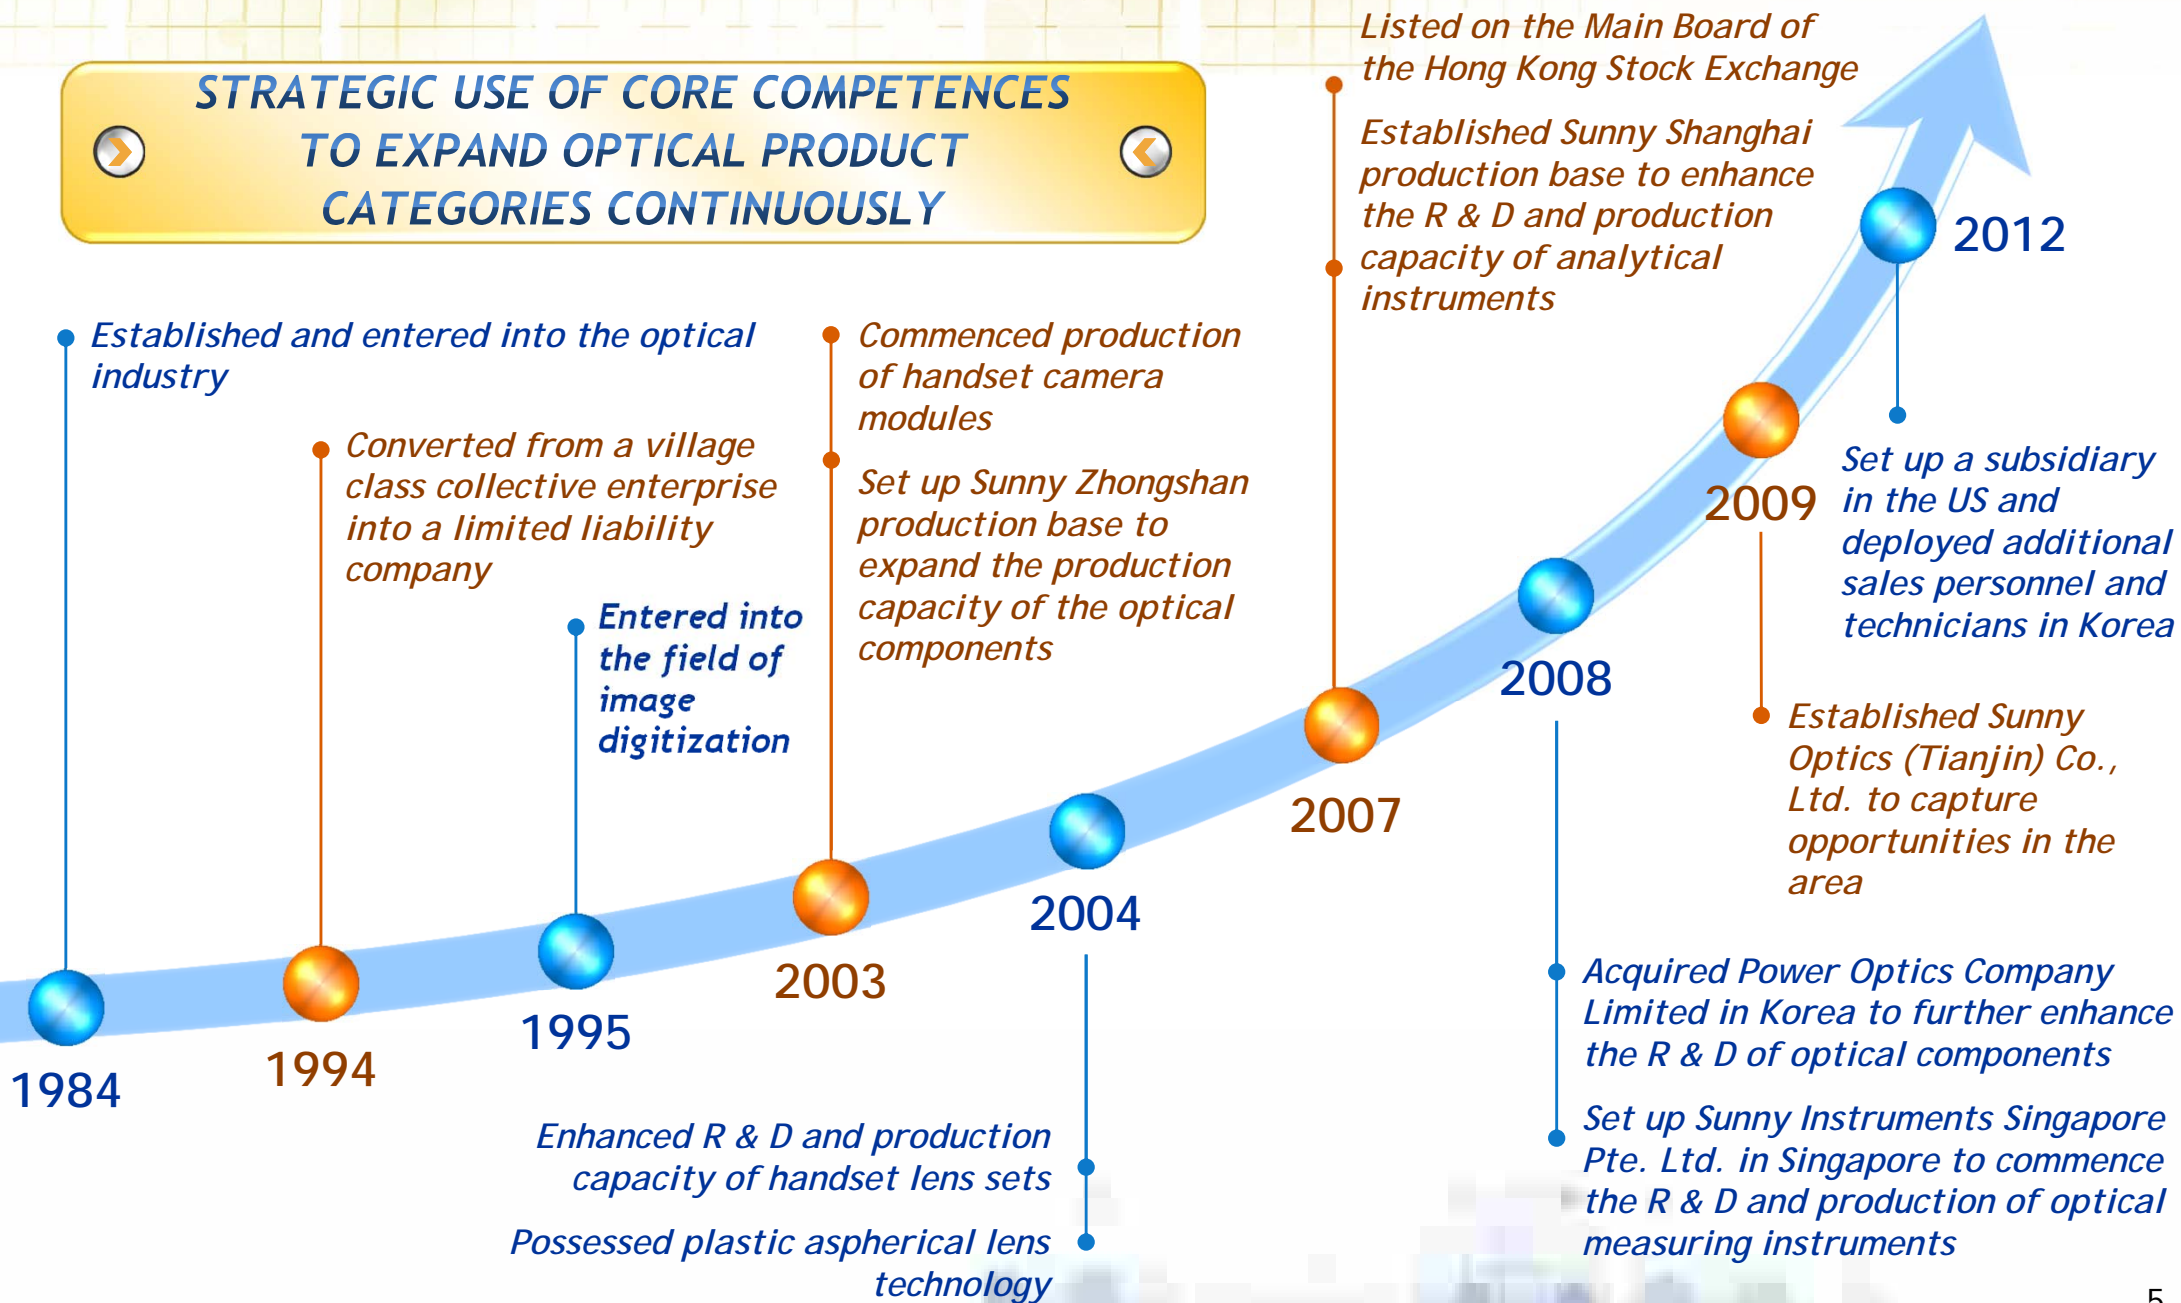 STRATEGIC USE OF CORE COMPETENCES
TO EXPAND OPTICAL PRODUCT
CATEGORIES CONTINUOUSLY
Established and entered into the optical
industry
1984
Converted from a village
class collective enterprise
into a limited liability
company
1994
Entered into
the field of
image
digitization
1995
Commenced production
of handset camera
modules
Set up Sunny Zhongshan
production base to
expand the production
capacity of the optical
components
2003
2004
Enhanced R & D and production
capacity of handset lens sets
Possessed plastic aspherical lens
technology
Listed on the Main Board of
the Hong Kong Stock Exchange
Established Sunny Shanghai
production base to enhance
the R & D and production
capacity of analytical
instruments
2007
2008
Acquired Power Optics Company
Limited in Korea to further enhance
the R & D of optical components
Set up Sunny Instruments Singapore
Pte. Ltd. in Singapore to commence
the R & D and production of optical
measuring instruments
2009
Established Sunny
Optics (Tianjin) Co.,
Ltd. to capture
opportunities in the
area
2012
Set up a subsidiary
in the US and
deployed additional
sales personnel and
technicians in Korea
5